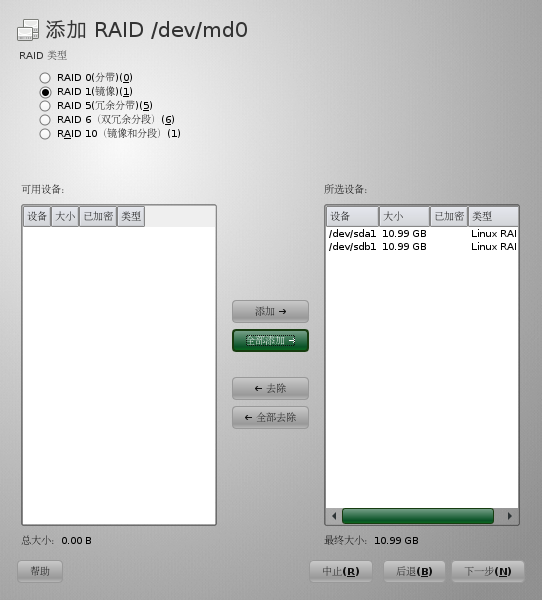 添加 RAID /dev/md0
RAID 类型
RAID 0(分带)(0)
RAID 1(镜像)(1)
RAID 5(冗余分带)(5)
RAID 6（双冗余分段）(6)
RAID 10（镜像和分段）(1)
可用设备:
所选设备:
设备 大小 已加密 类型
设备 大小 已加密 类型
/dev/sda1 10.99 GB Linux RAI
/dev/sdb1 10.99 GB Linux RAI
添加 →
全部添加 →
← 去除
← 全部去除
总大小: 0.00 B
最终大小: 10.99 GB
帮助
中止(R)
后退(B)
下一步(N)